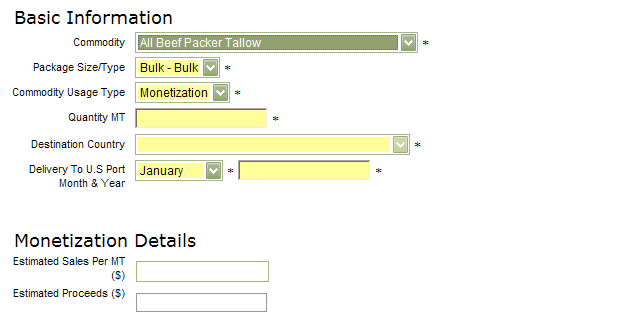 Basic Information
Commodity All Beef Packer Tallow *
Package Size/Type Bulk - Bulk *
Commodity Usage Type Monetization *
Quantity MT *
Destination Country *
Delivery To U.S Port January * *
Month & Year
Monetization Details
Estimated Sales Per MT
($)
Estimated Proceeds ($)